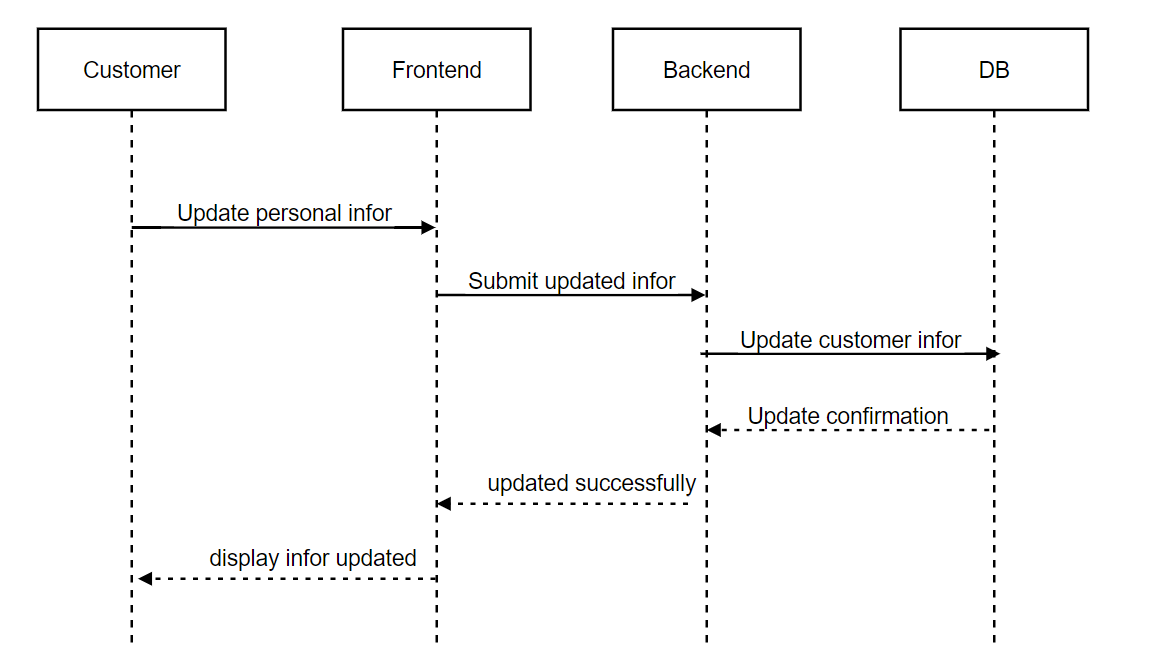 Customer
Frontend
Backend
DB
Update personal infor
Submit updated infor
Update customer infor
Update confirmation
updated successfully
display infor updated